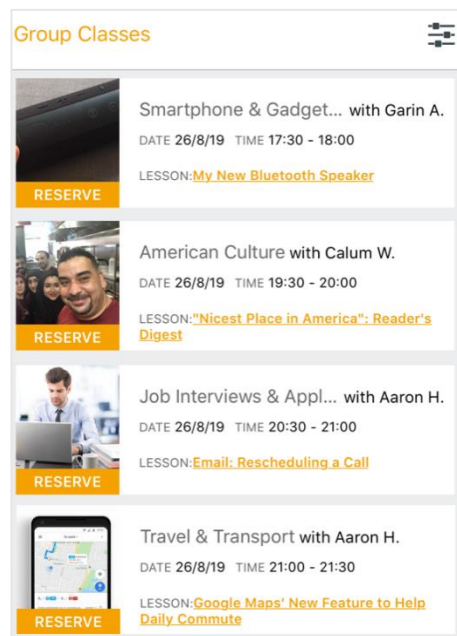 Group Classes
Smartphone & Gadget... with Garin A.
DATE 26/8/19 TIME 17:30 - 18:00
LESSON:My New Bluetooth Speaker
RESERVE
American Culture with Calum W.
DATE 26/8/19 TIME 19:30 - 20:00
LESSON:"Nicest Place in America": Reader's
Digest
RESERVE
Job Interviews & Appl... with Aaron H.
DATE 26/8/19 TIME 20:30 - 21:00
LESSON:Email: Rescheduling a Call
RESERVE
Travel & Transport with Aaron H.
DATE 26/8/19 TIME 21:00 - 21:30
LESSON:Google Maps' New Feature to Help
Daily Commute
RESERVE